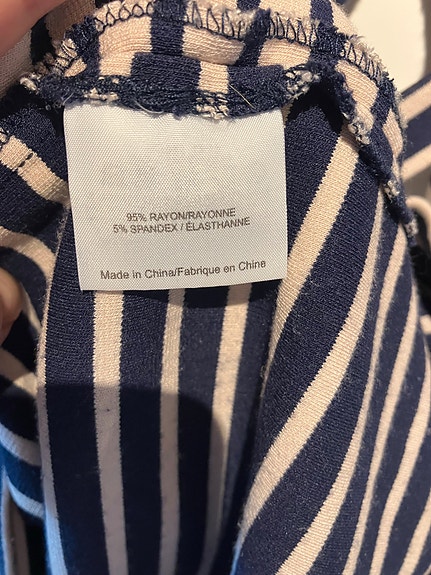 95% RAYON/RAYONNE
5% SPANDEX / ÉLASTHANNE
Made in China/Fabrique en Chine